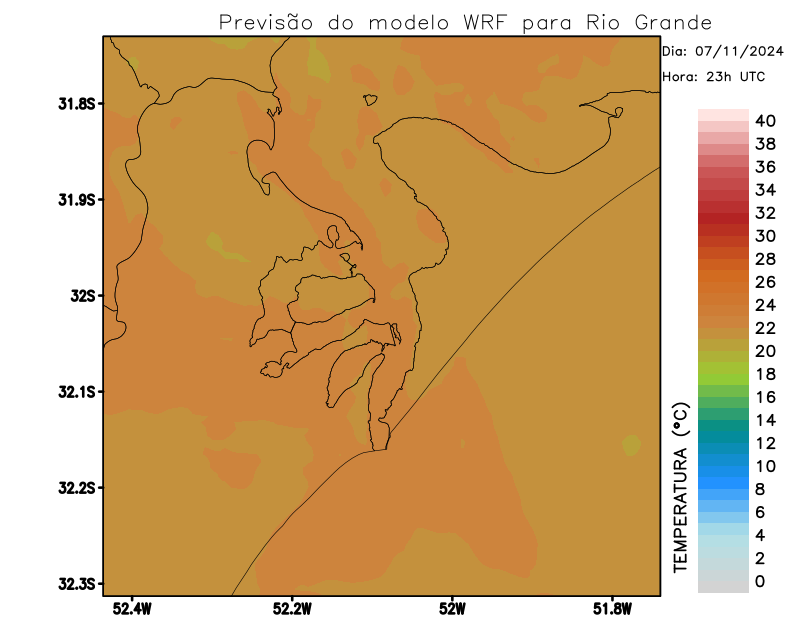 Previsão do modelo WRF para Rio Grande
Dia: 07/11/2024
Hora: 23h UTC
31.8S
31.9S
32S
32.1S
32.2S
32.3S
52.4W
52.2W
52W
51.8W
TEMPERATURA (°C)
40
38
36
34
32
30
28
26
24
22
20
18
16
14
12
10
8
6
4
2
0